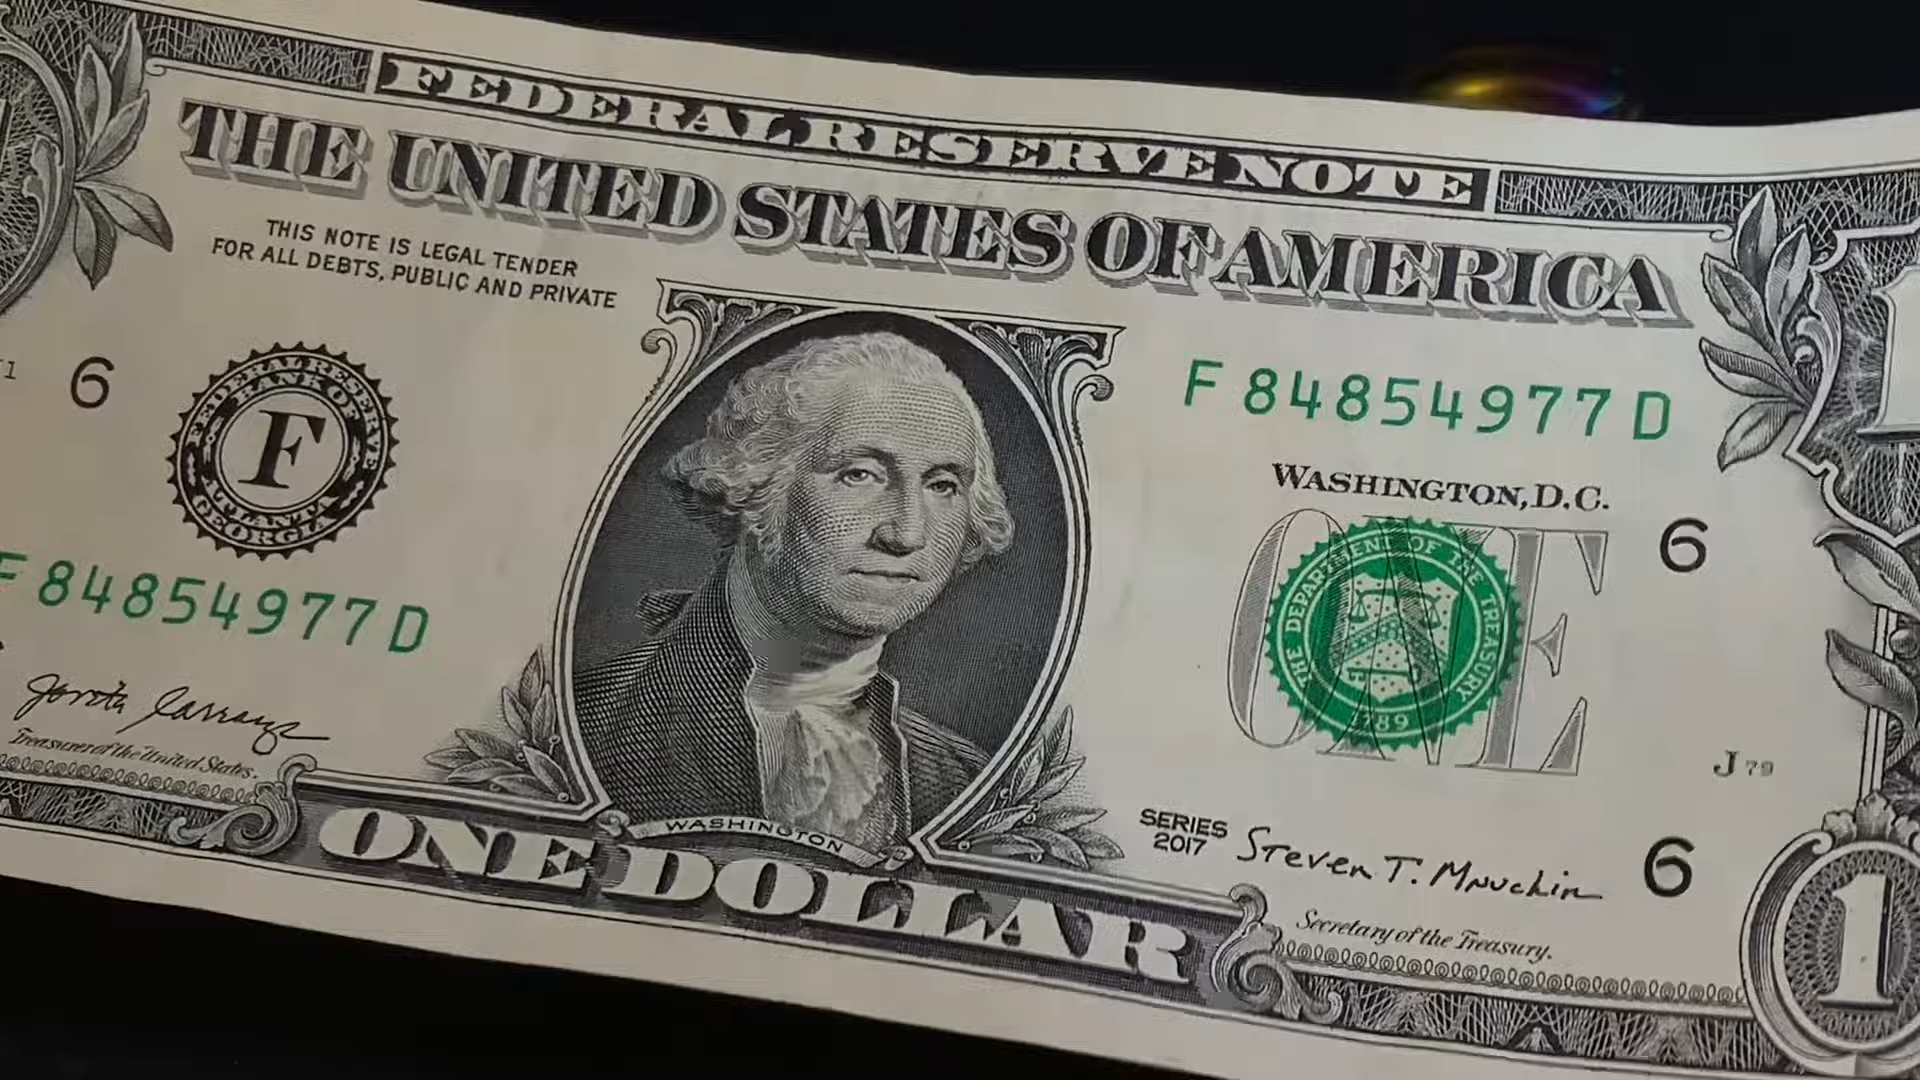 FEDERAL RESERVE NOTE
THE UNITED STATES OF AMERICA
THIS NOTE IS LEGAL TENDER
FOR ALL DEBTS, PUBLIC AND PRIVATE
F 84854977 D
WASHINGTON, D.C.
6
6
FEDERAL RESERVE
BANK OF
F
ATLANTA
GEORGIA
ONE
THE DEPARTMENT OF THE TREASURY
1789
F 84854977 D
Treasurer of the United States.
J 79
SERIES
2017
Steven T. Mnuchin
6
Secretary of the Treasury.
WASHINGTON
ONE DOLLAR
1
1